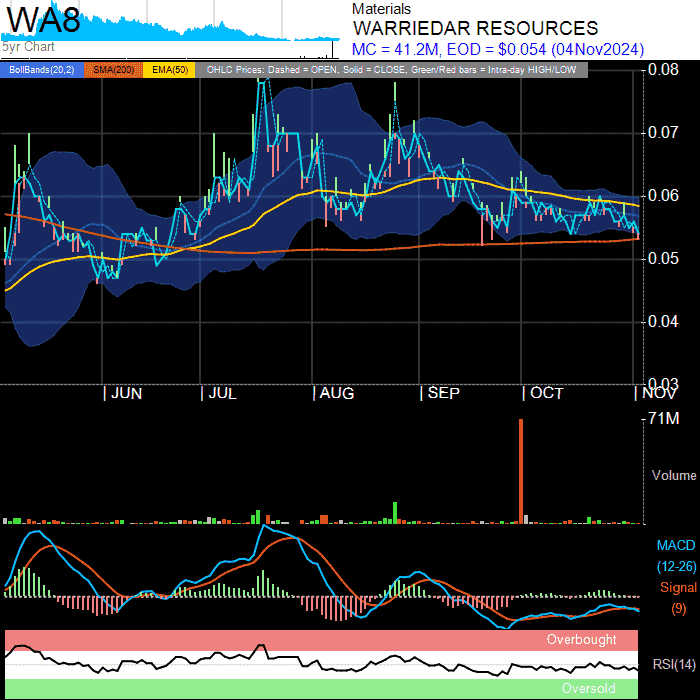 WA8
5yr Chart
Materials
WARRIEDAR RESOURCES
MC = 41.2M, EOD = $0.054 (04Nov2024)
BollBands(20,2) SMA(200) EMA(50) OHLC Prices: Dashed = OPEN, Solid = CLOSE, Green/Red bars = Intra-day HIGH/LOW
0.08
0.07
0.06
0.05
0.04
0.03
JUN JUL AUG SEP OCT NOV
71M
Volume
MACD
(12-26)
Signal
(9)
Overbought
RSI(14)
Oversold